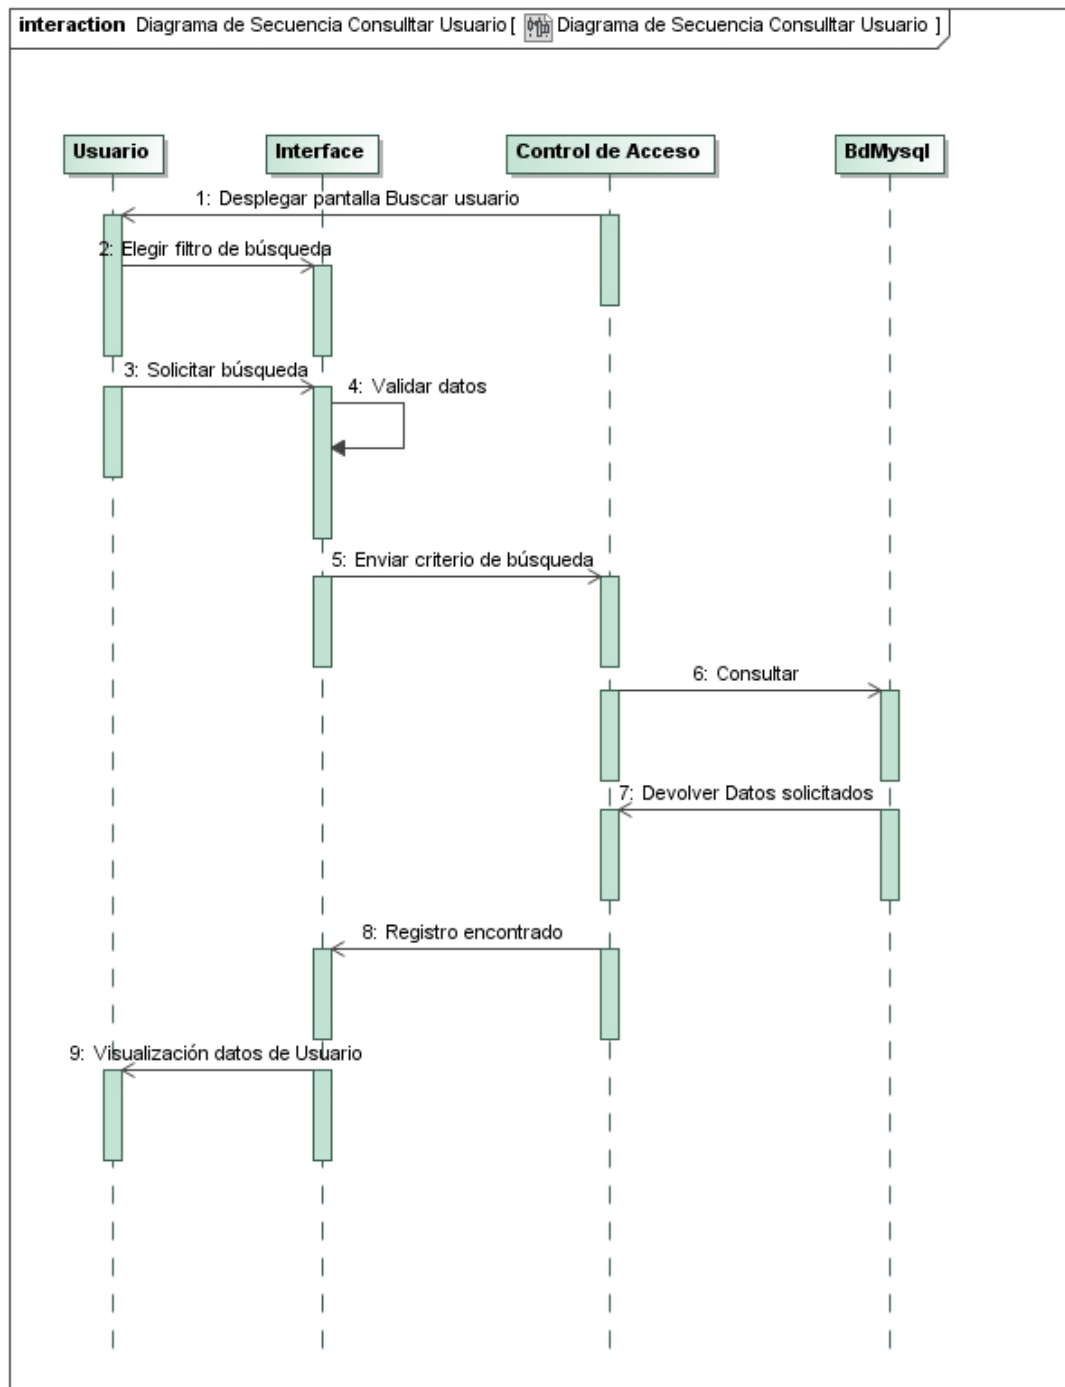 interaction Diagrama de Secuencia Consulltar Usuario [ Diagrama de Secuencia Consulltar Usuario ]
Usuario Interface Control de Acceso BdMysql
1: Desplegar pantalla Buscar usuario
2: Elegir filtro de búsqueda
3: Solicitar búsqueda
4: Validar datos
5: Enviar criterio de búsqueda
6: Consultar
7: Devolver Datos solicitados
8: Registro encontrado
9: Visualización datos de Usuario